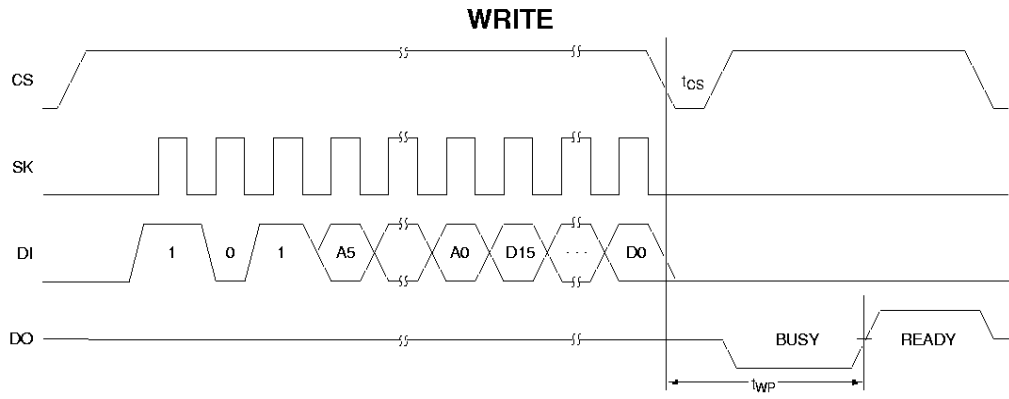 WRITE
CS
tCS
SK
DI 1 0 1 A5 A0 D15 ... D0
DO BUSY READY
tWP